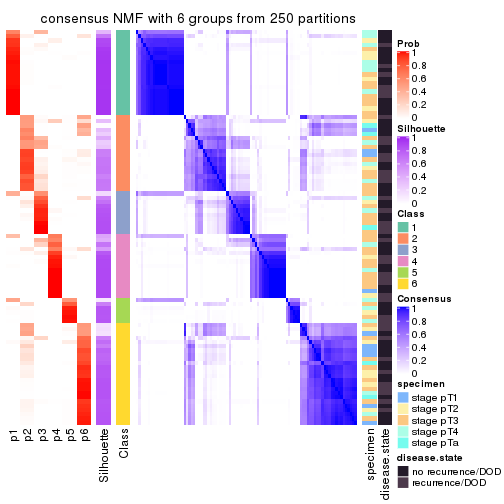 consensus NMF with 6 groups from 250 partitions
p1
p2
p3
p4
p5
p6
Silhouette
Class
specimen
disease.state
Prob
1
0.8
0.6
0.4
0.2
0
Silhouette
1
0.8
0.6
0.4
0.2
0
Class
1
2
3
4
5
6
Consensus
1
0.8
0.6
0.4
0.2
0
specimen
stage pT1
stage pT2
stage pT3
stage pT4
stage pTa
disease.state
no recurrence/DOD
recurrence/DOD